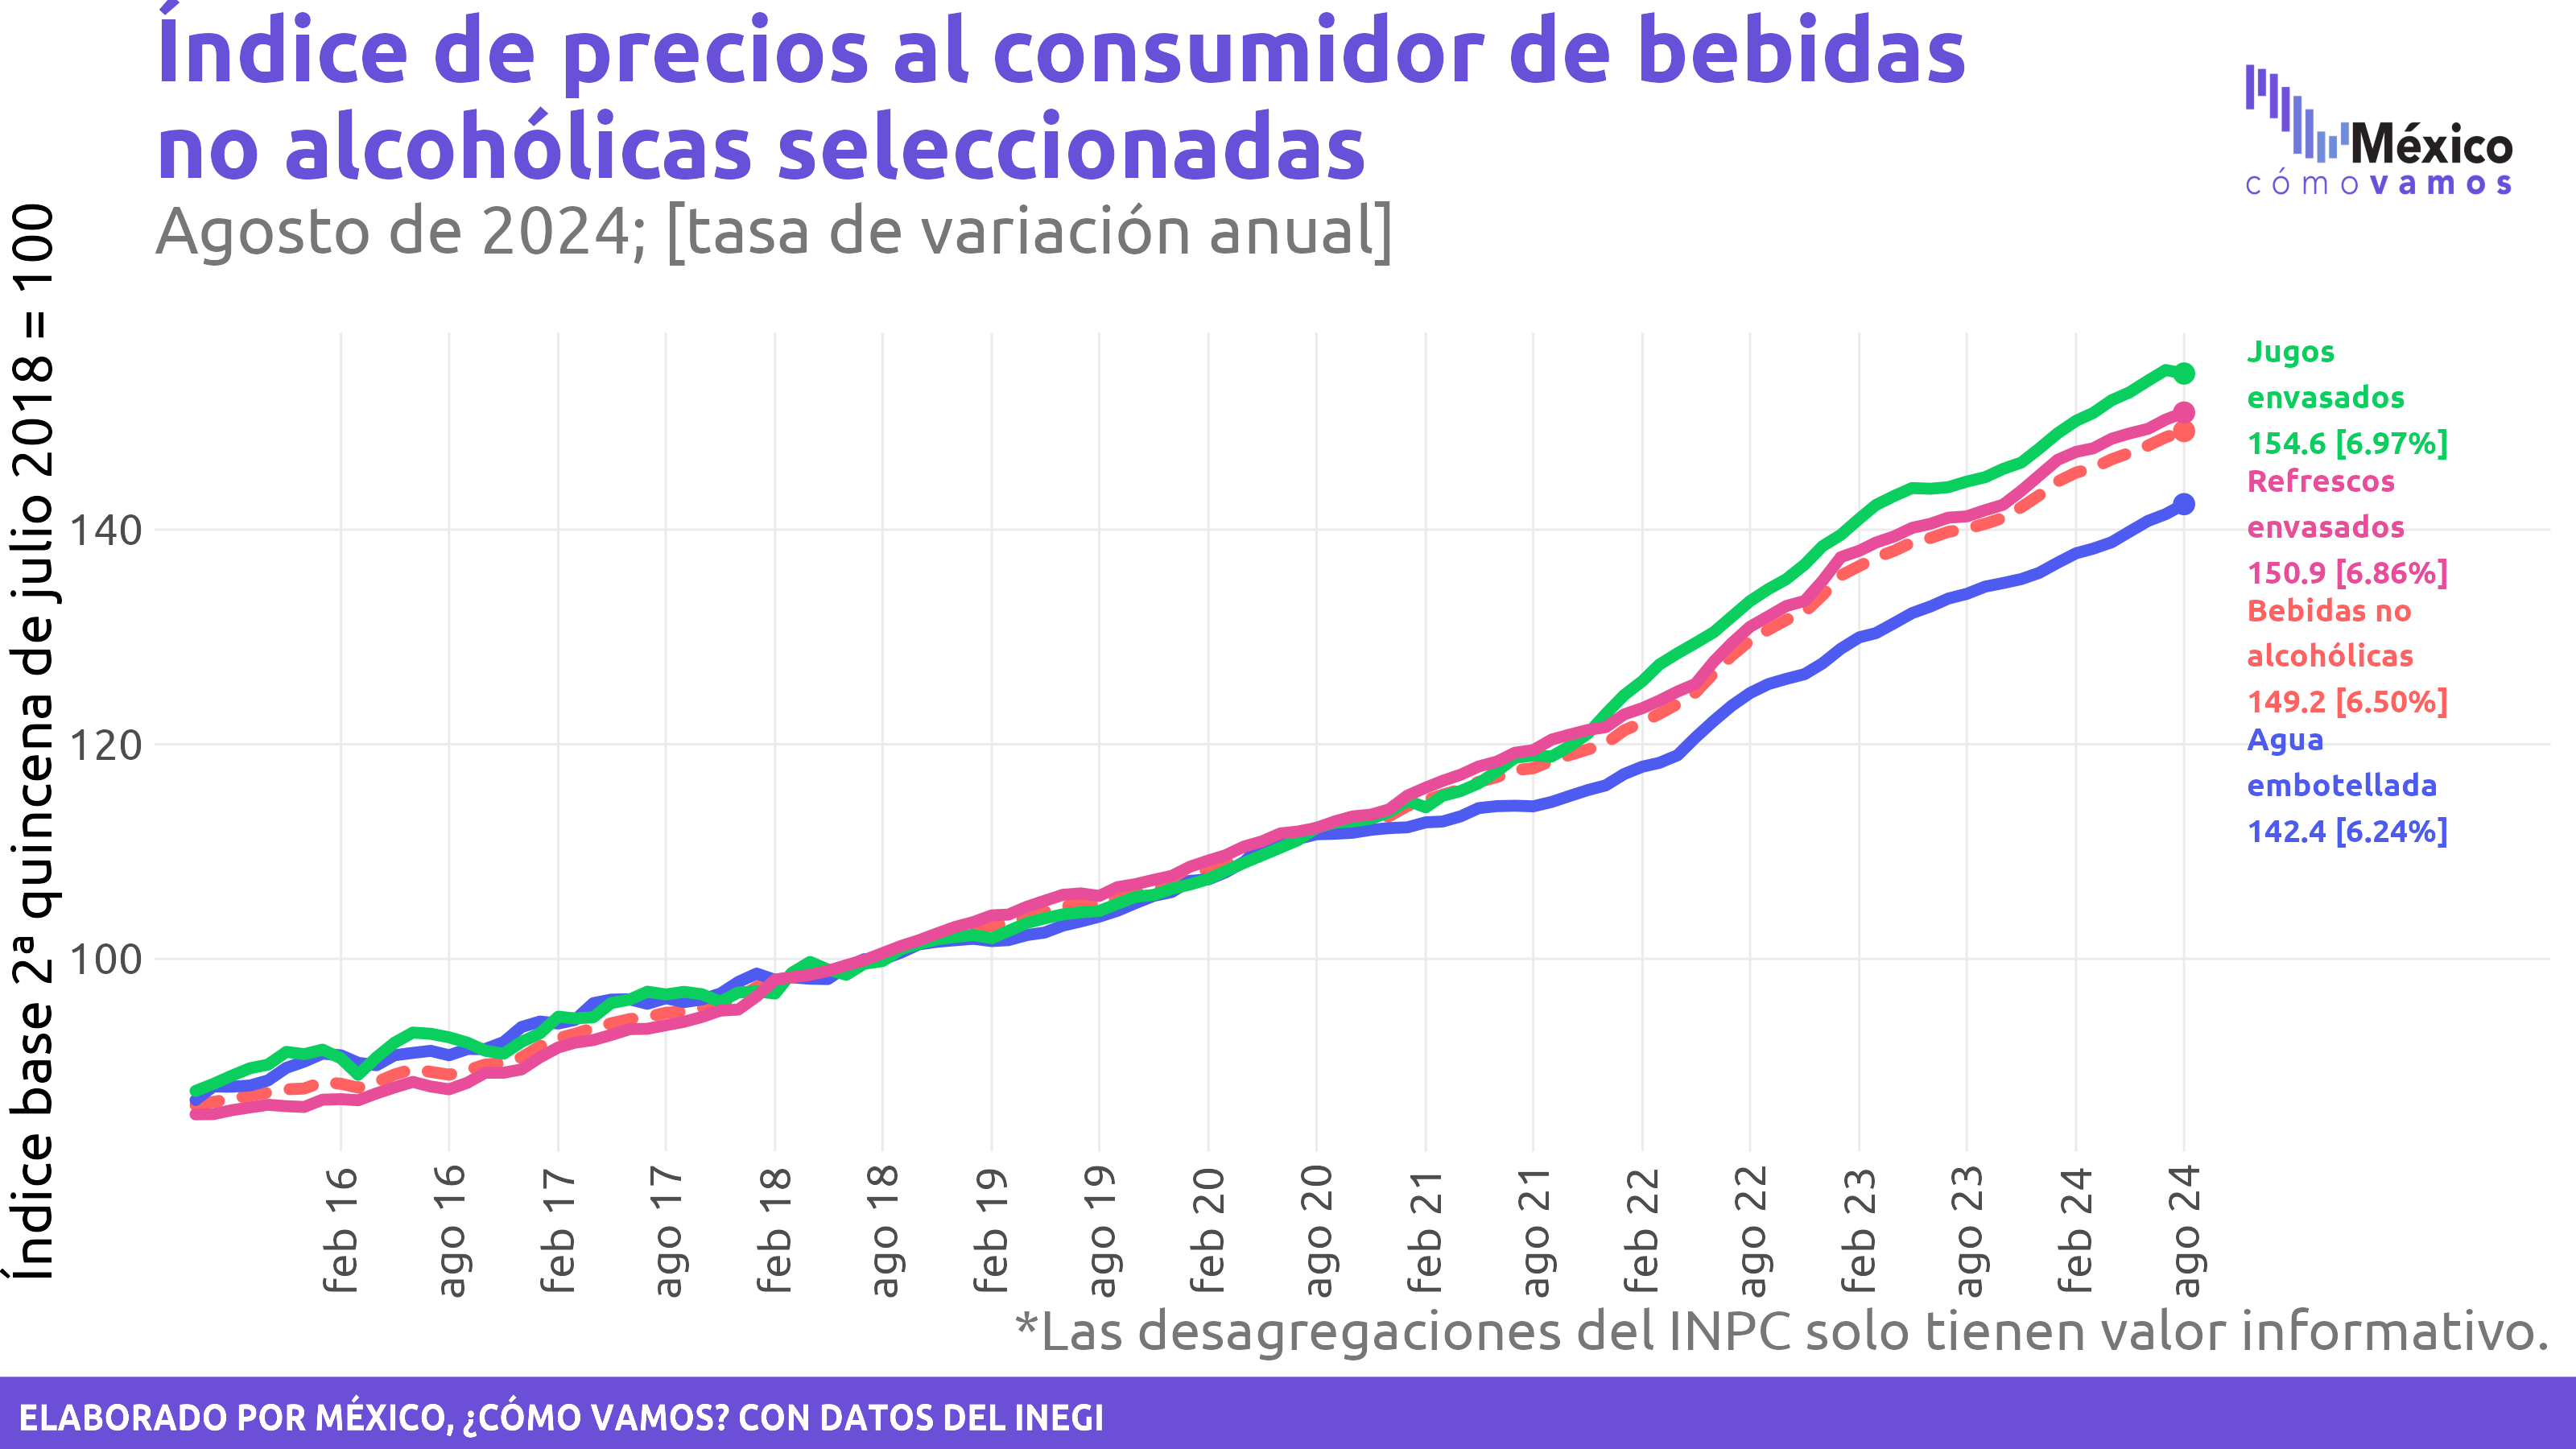 Índice de precios al consumidor de bebidas
no alcohólicas seleccionadas
Agosto de 2024; [tasa de variación anual]
México
cómo vamos
Índice base 2ª quincena de julio 2018 = 100
140
120
100
Jugos
envasados
154.6 [6.97%]
Refrescos
envasados
150.9 [6.86%]
Bebidas no
alcohólicas
149.2 [6.50%]
Agua
embotellada
142.4 [6.24%]
feb 16
ago 16
feb 17
ago 17
feb 18
ago 18
feb 19
ago 19
feb 20
ago 20
feb 21
ago 21
feb 22
ago 22
feb 23
ago 23
feb 24
ago 24
*Las desagregaciones del INPC solo tienen valor informativo.
ELABORADO POR MÉXICO, ¿CÓMO VAMOS? CON DATOS DEL INEGI